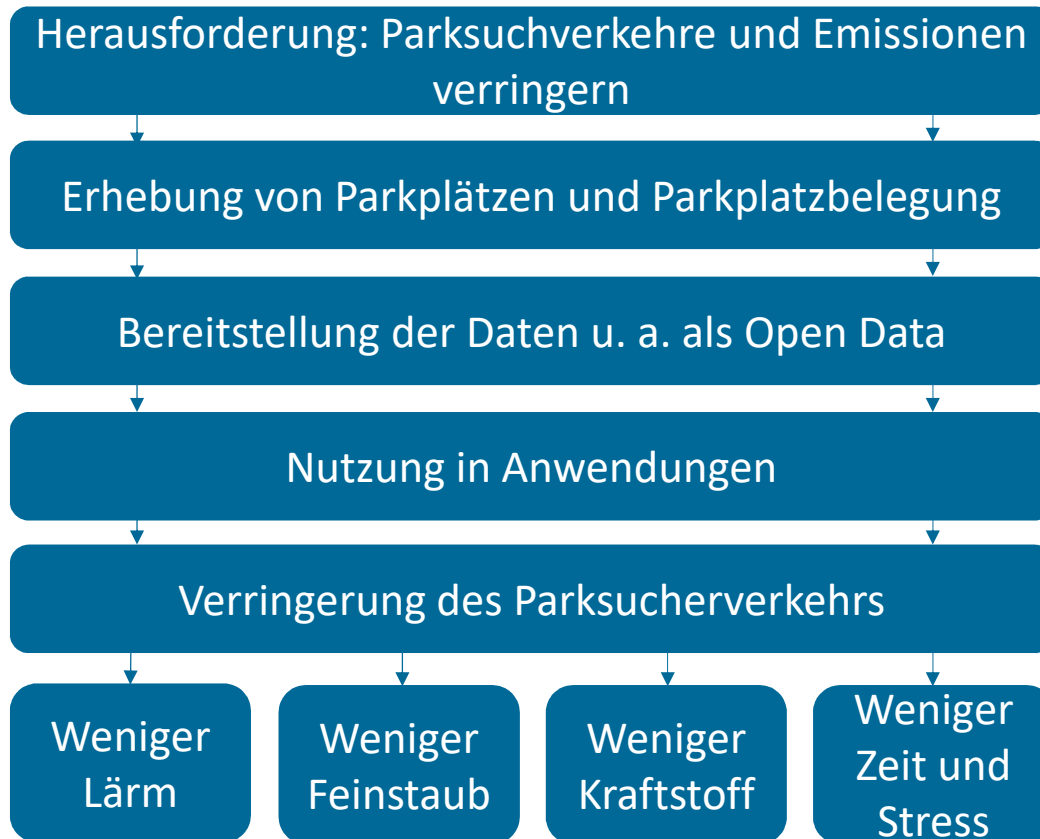 Herausforderung: Parksuchverkehre und Emissionen
verringern
Erhebung von Parkplätzen und Parkplatzbelegung
Bereitstellung der Daten u. a. als Open Data
Nutzung in Anwendungen
Verringerung des Parksucherverkehrs
Weniger
Lärm
Weniger
Feinstaub
Weniger
Kraftstoff
Weniger
Zeit und
Stress